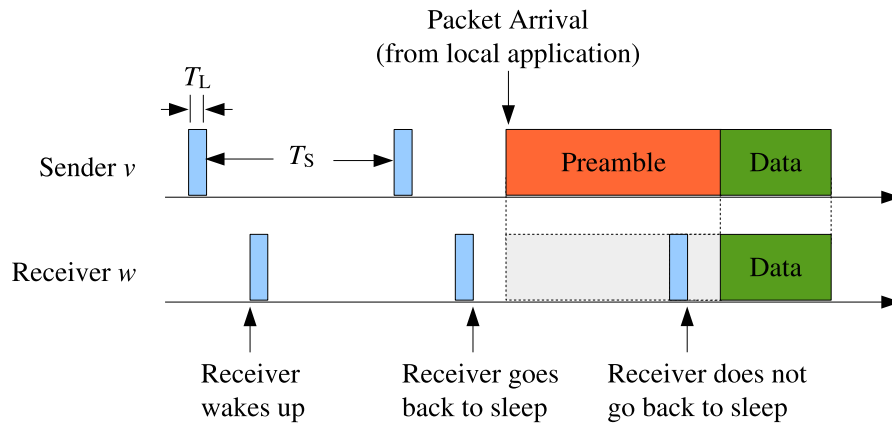 Packet Arrival
(from local application)
T_L
Sender v
T_S
Preamble
Data
Receiver w
Data
Receiver
wakes up
Receiver goes
back to sleep
Receiver does not
go back to sleep